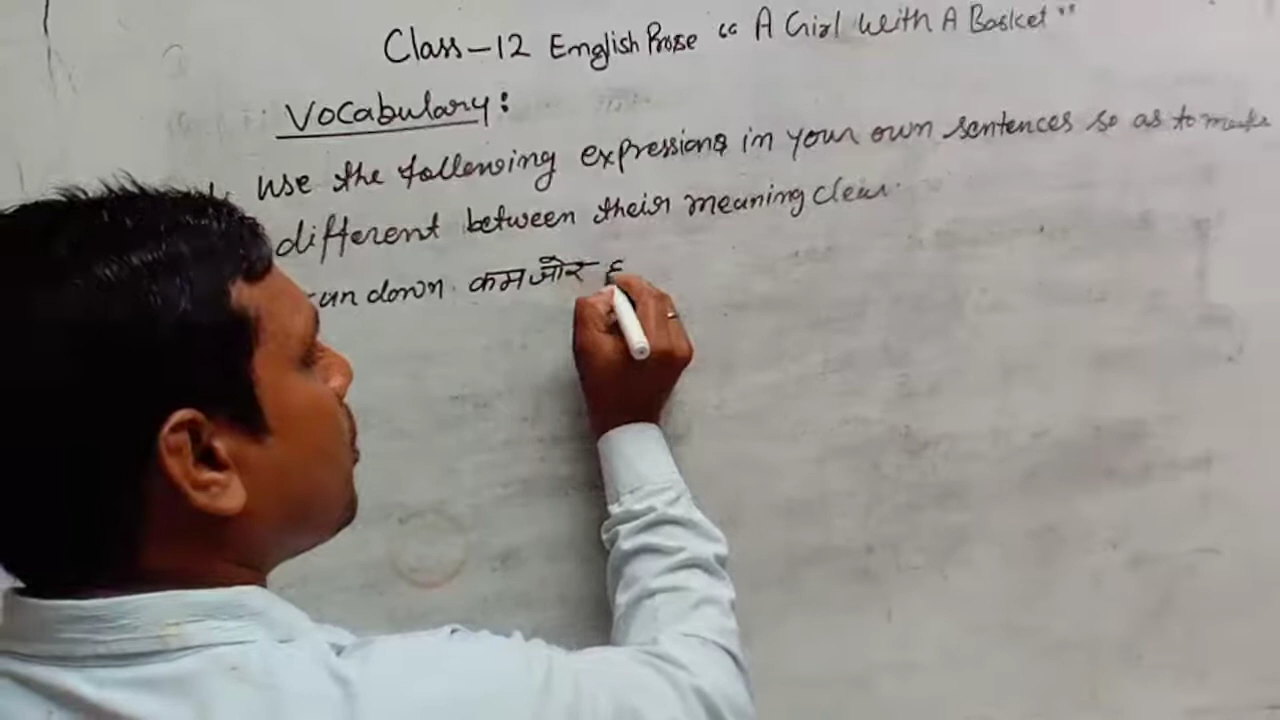 Class-12 English Prose “A Girl With A Basket”
Vocabulary:
use the following expressions in your own sentences so as to make
different between their meaning clear.
run down. कमजोर